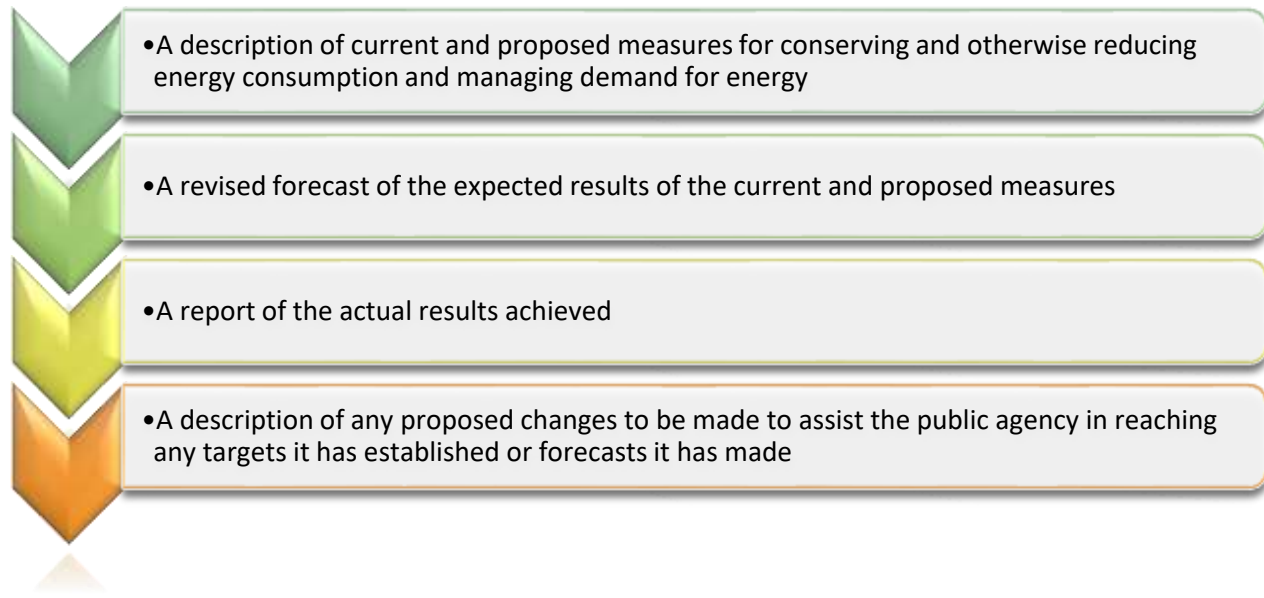 •A description of current and proposed measures for conserving and otherwise reducing
energy consumption and managing demand for energy
•A revised forecast of the expected results of the current and proposed measures
•A report of the actual results achieved
•A description of any proposed changes to be made to assist the public agency in reaching
any targets it has established or forecasts it has made